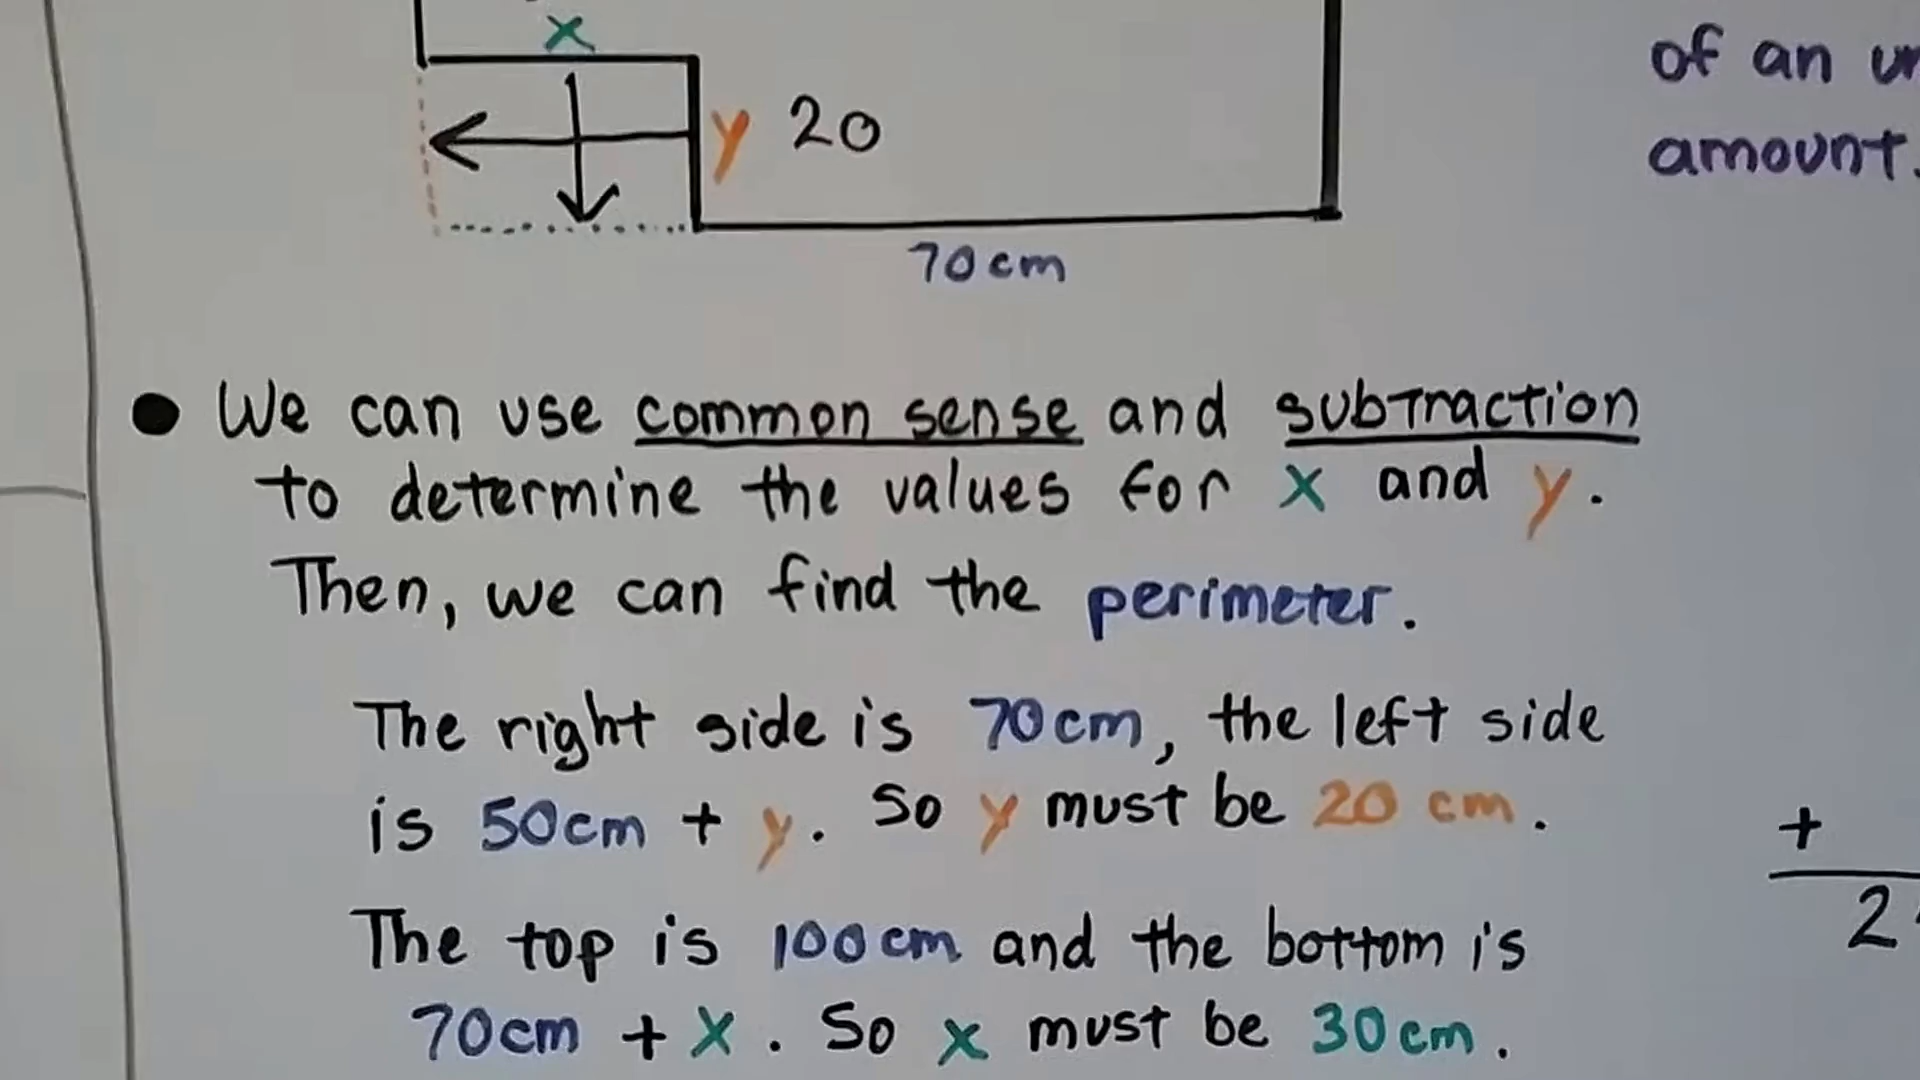 x
of an
y 20
amount.
70cm
● We can use common sense and subtraction
to determine the values for x and y.
Then, we can find the perimeter.
The right side is 70cm, the left side
is 50cm + y. So y must be 20 cm.
+
The top is 100cm and the bottom is
2
70cm + x. So x must be 30cm.